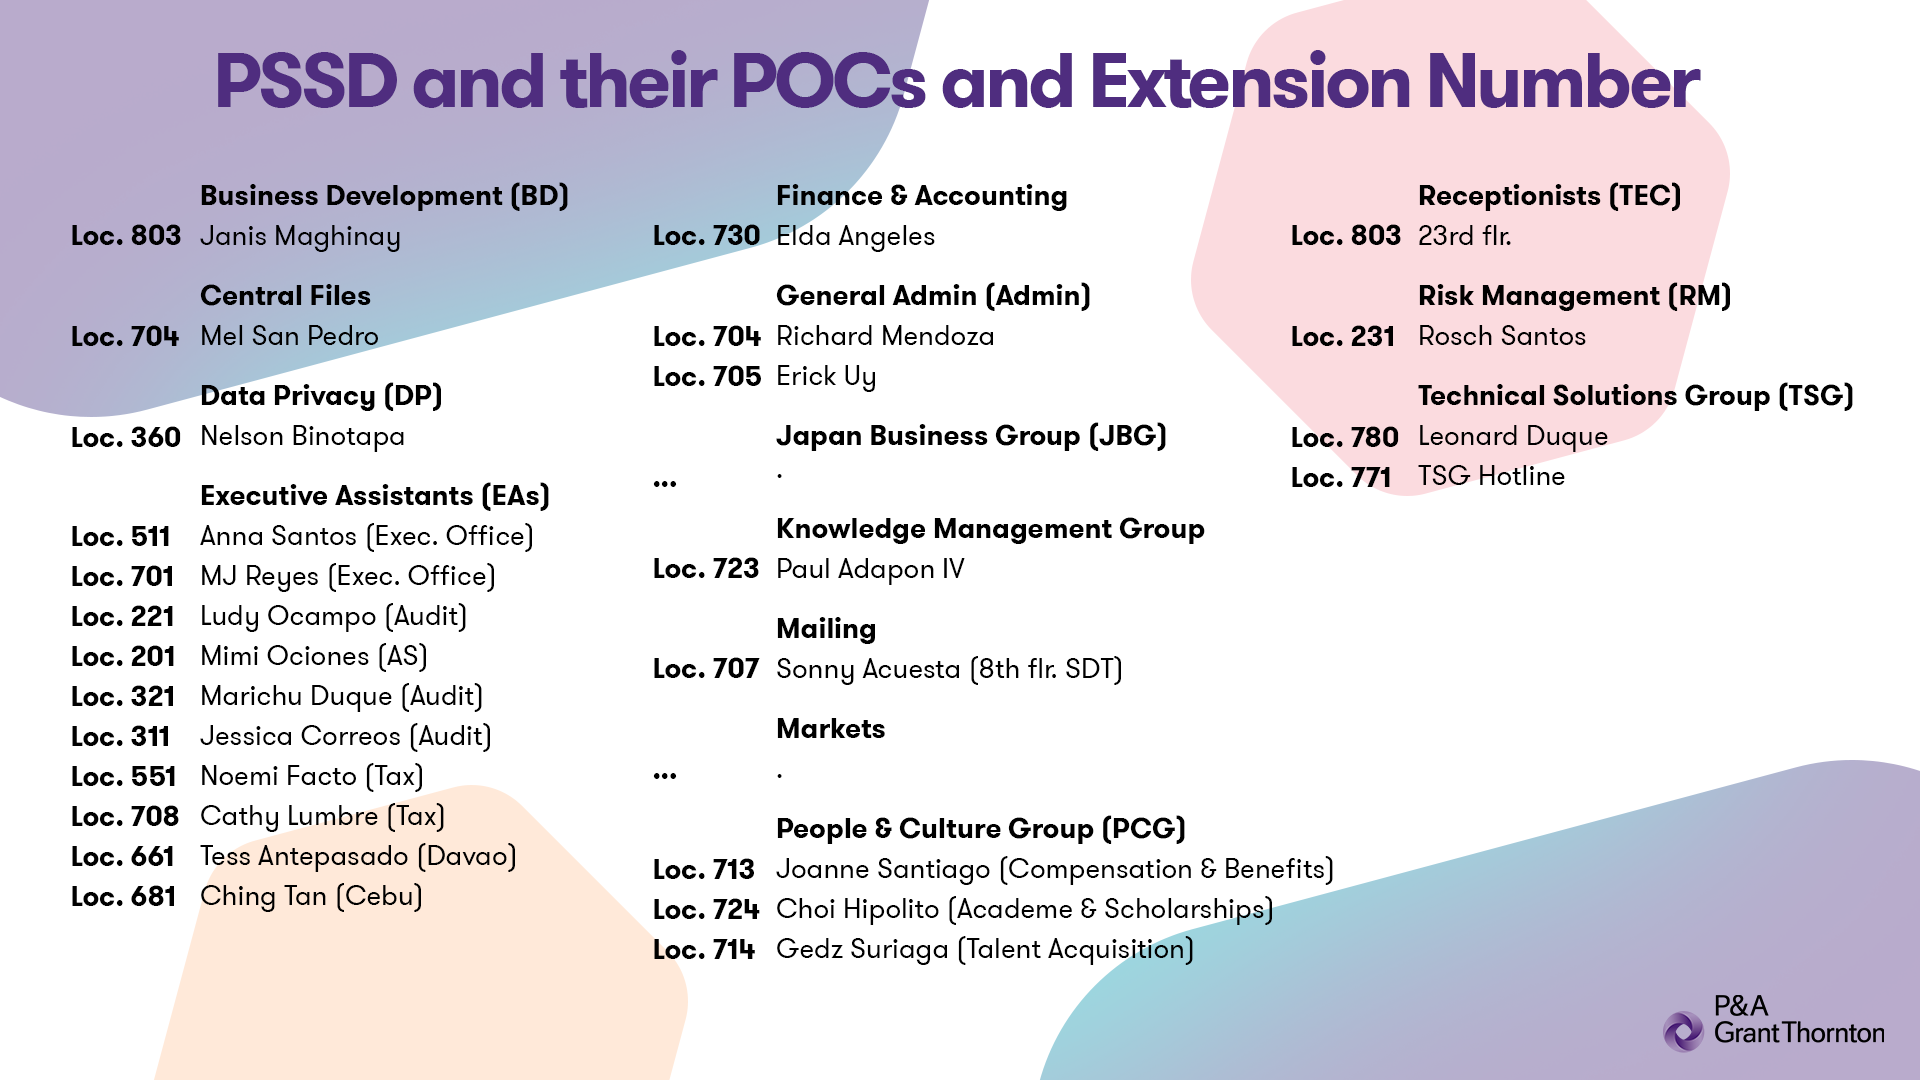 PSSD and their POCs and Extension Number
Business Development (BD)
Loc. 803 Janis Maghinay
Central Files
Loc. 704 Mel San Pedro
Data Privacy (DP)
Loc. 360 Nelson Binotapa
Executive Assistants (EAs)
Loc. 511 Anna Santos (Exec. Office)
Loc. 701 MJ Reyes (Exec. Office)
Loc. 221 Ludy Ocampo (Audit)
Loc. 201 Mimi Ociones (AS)
Loc. 321 Marichu Duque (Audit)
Loc. 311 Jessica Correos (Audit)
Loc. 551 Noemi Facto (Tax)
Loc. 708 Cathy Lumbre (Tax)
Loc. 661 Tess Antepasado (Davao)
Loc. 681 Ching Tan (Cebu)
Finance & Accounting
Loc. 730 Elda Angeles
General Admin (Admin)
Loc. 704 Richard Mendoza
Loc. 705 Erick Uy
Japan Business Group (JBG)
... .
Knowledge Management Group
Loc. 723 Paul Adapon IV
Mailing
Loc. 707 Sonny Acuesta (8th flr. SDT)
Markets
... .
People & Culture Group (PCG)
Loc. 713 Joanne Santiago (Compensation & Benefits)
Loc. 724 Choi Hipolito (Academe & Scholarships)
Loc. 714 Gedz Suriaga (Talent Acquisition)
Receptionists (TEC)
Loc. 803 23rd flr.
Risk Management (RM)
Loc. 231 Rosch Santos
Technical Solutions Group (TSG)
Loc. 780 Leonard Duque
Loc. 771 TSG Hotline
P&A
Grant Thornton